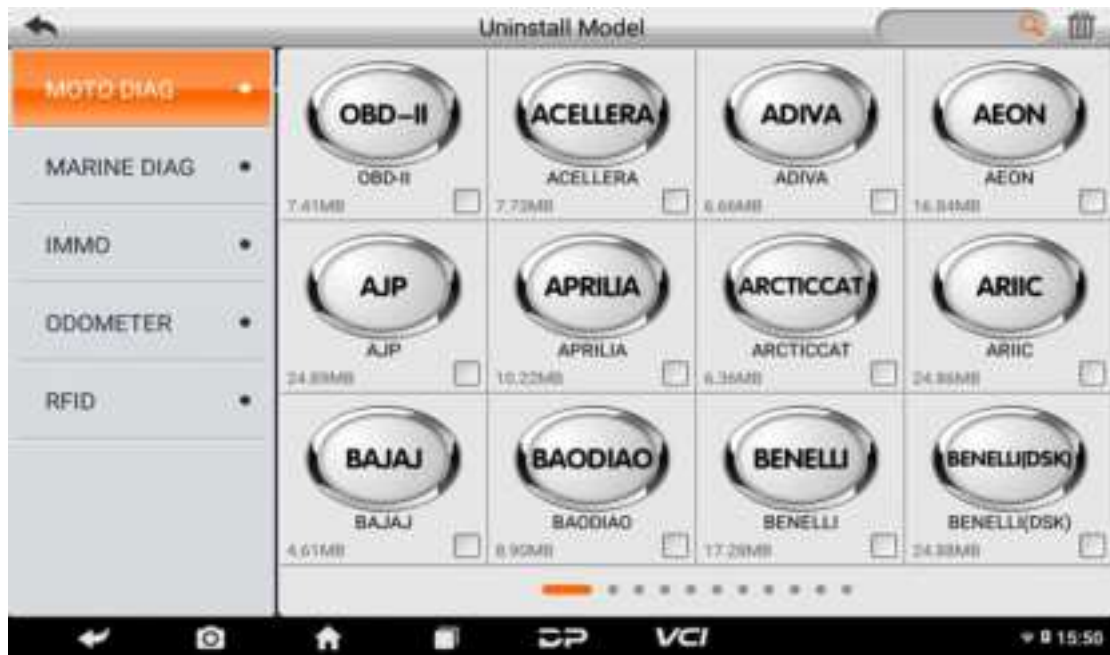 Uninstall Model
MOTO DIAG
MARINE DIAG
IMMO
ODOMETER
RFID
OBD-II ACELLERA ADIVA AEON
OBD-II ACELLERA ADIVA AEON
7.41MB 7.73MB 6.66MB 16.84MB
AJP APRILIA ARCTICCAT ARIIC
AJP APRILIA ARCTICCAT ARIIC
24.89MB 10.22MB 6.36MB 24.86MB
BAJAJ BAODIAO BENELLI BENELLI(DSK)
BAJAJ BAODIAO BENELLI BENELLI(DSK)
4.61MB 8.90MB 17.28MB 24.88MB
DP VCI 15:50